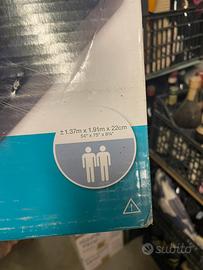 ±1.37m x 1.91m x 22cm
54" x 75" x 8¾"
subito